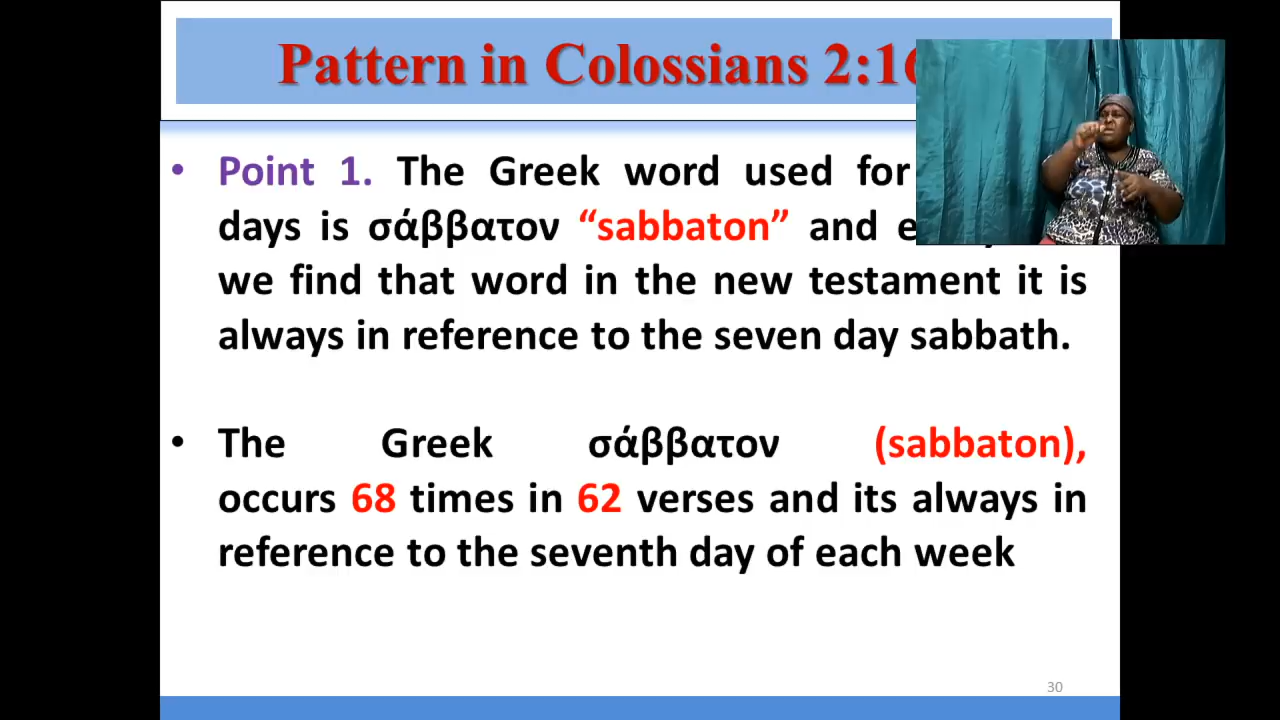 Pattern in Colossians 2:1
• Point 1. The Greek word used for
days is σάββατον “sabbaton” and
we find that word in the new testament it is
always in reference to the seven day sabbath.
• The Greek σάββατον (sabbaton),
occurs 68 times in 62 verses and its always in
reference to the seventh day of each week
30